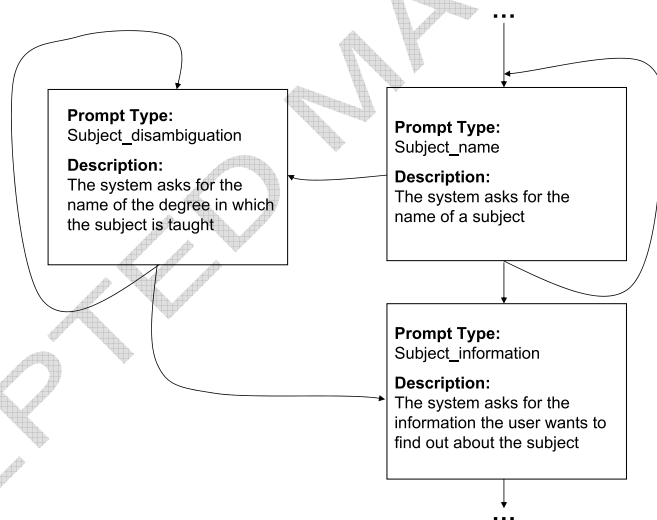 ...
Prompt Type:
Subject_disambiguation
Description:
The system asks for the
name of the degree in which
the subject is taught
Prompt Type:
Subject_name
Description:
The system asks for the
name of a subject
Prompt Type:
Subject_information
Description:
The system asks for the
information the user wants to
find out about the subject
...
PTED MA